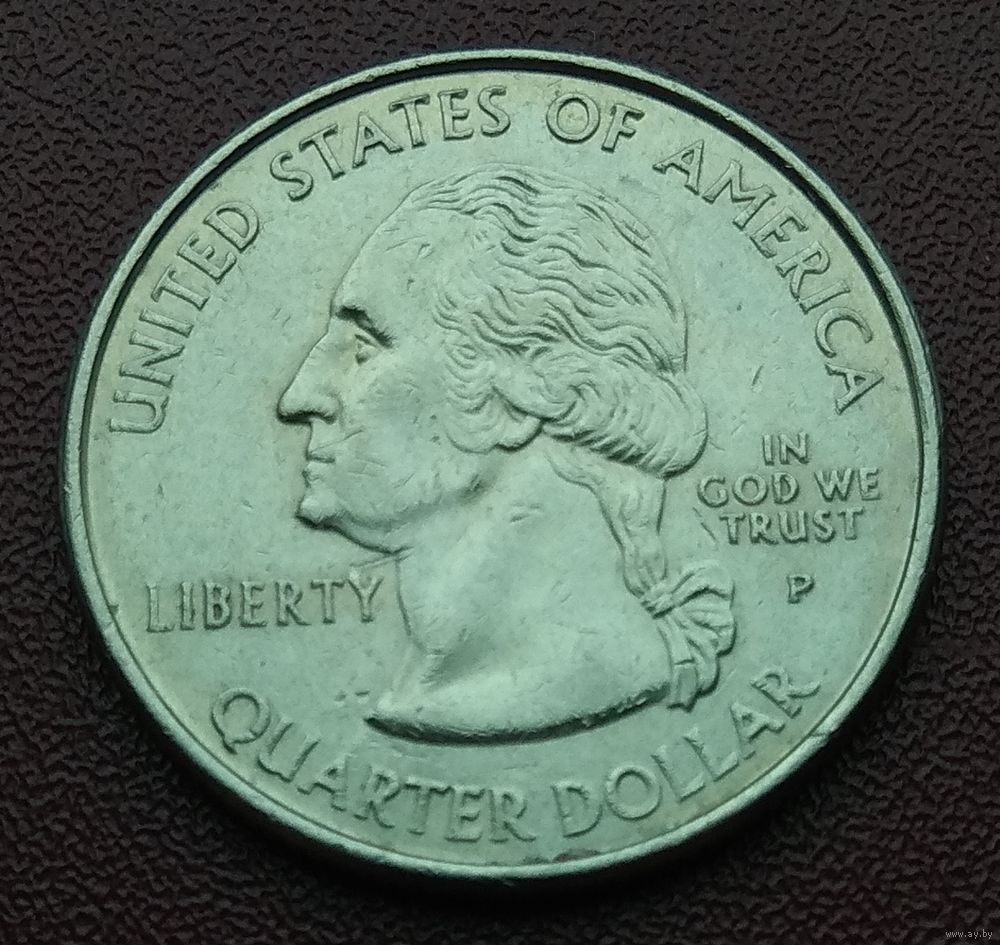 UNITED STATES OF AMERICA
IN
GOD WE
TRUST
LIBERTY
P
QUARTER DOLLAR
www.ay.by